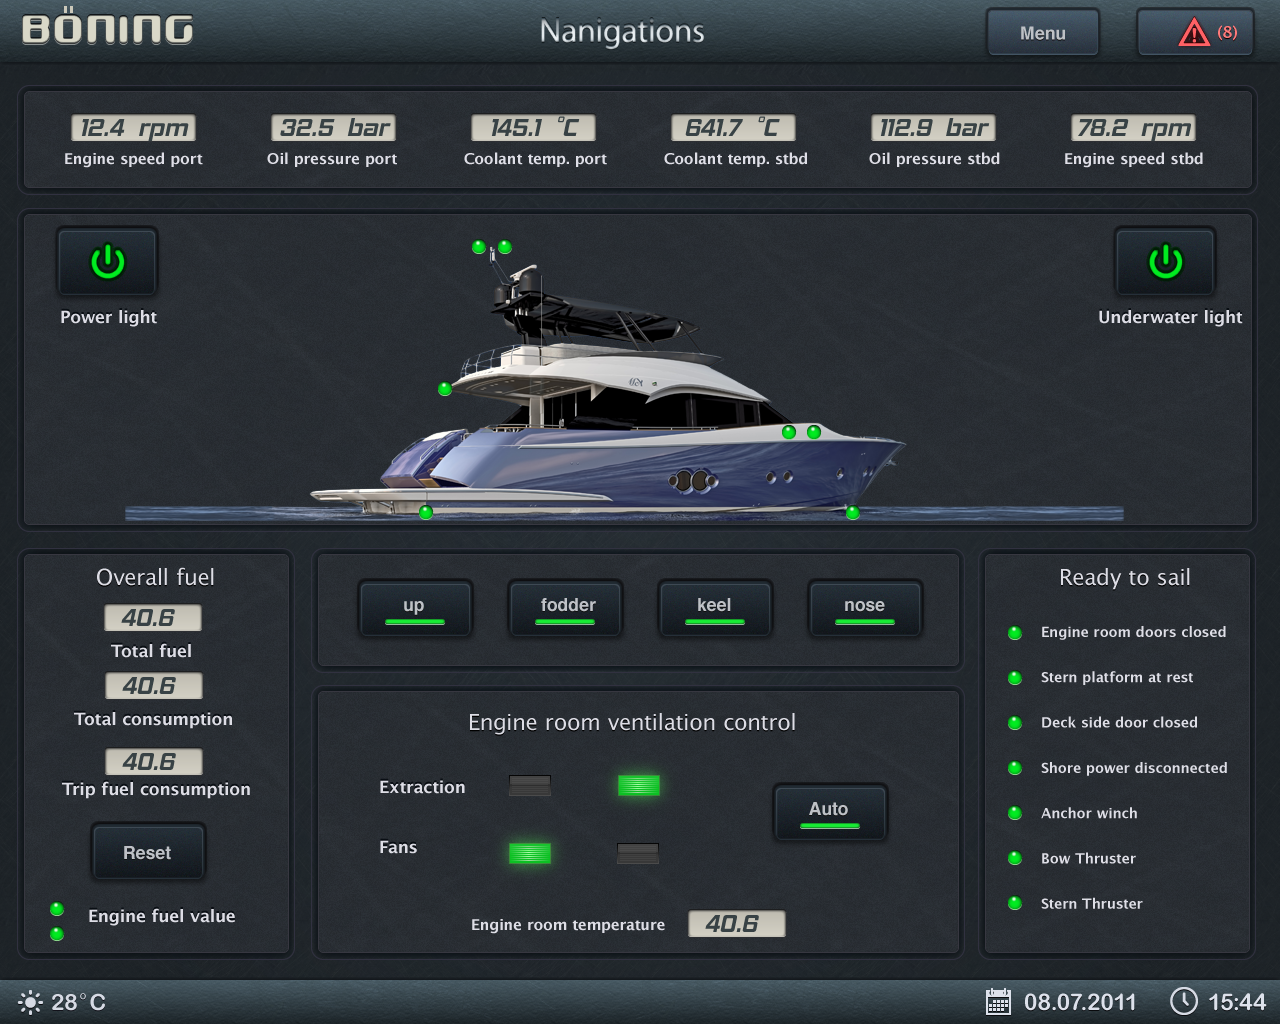 BÖNING
Nanigations
Menu
(8)
12.4 rpm
32.5 bar
145.1 °C
641.7 °C
112.9 bar
78.2 rpm
Engine speed port
Oil pressure port
Coolant temp. port
Coolant temp. stbd
Oil pressure stbd
Engine speed stbd
Power light
Underwater light
Overall fuel
40.6
Total fuel
40.6
Total consumption
40.6
Trip fuel consumption
Reset
Engine fuel value
up
fodder
keel
nose
Engine room ventilation control
Extraction
Fans
Auto
Engine room temperature
40.6
Ready to sail
Engine room doors closed
Stern platform at rest
Deck side door closed
Shore power disconnected
Anchor winch
Bow Thruster
Stern Thruster
28°C
08.07.2011
15:44